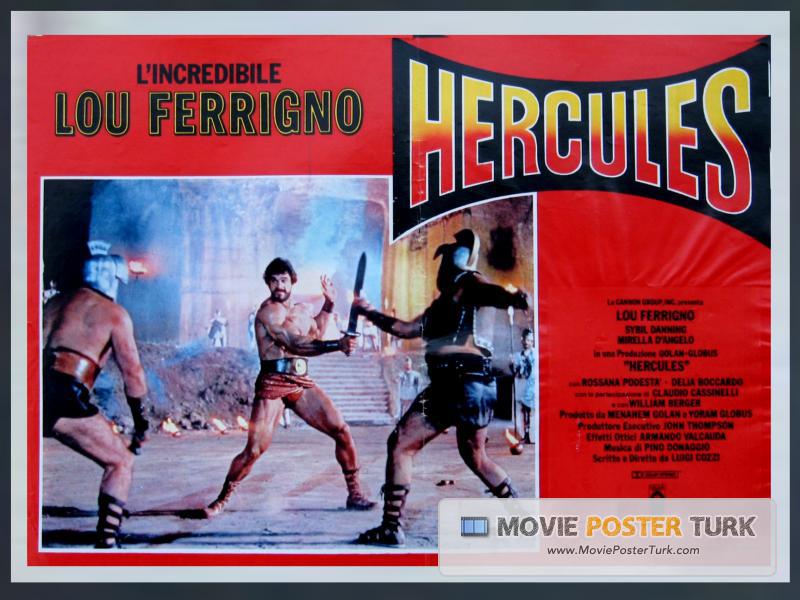 L'INCREDIBILE
LOU FERRIGNO
HERCULES
La CANNON GROUP, INC. presenta
LOU FERRIGNO
SYBIL DANNING
MIRELLA D'ANGELO
in una Produzione GOLAN-GLOBUS
"HERCULES"
con ROSSANA PODESTA' - DELIA BOCCARDO
con la partecipazione di CLAUDIO CASSINELLI
e con WILLIAM BERGER
Prodotto da MENAHEM GOLAN e YORAM GLOBUS
Produttore Esecutivo JOHN THOMPSON
Effetti Ottici ARMANDO VALCAUDA
Musica di PINO DONAGGIO
Scritto e Diretto da LUIGI COZZI
MOVIE POSTER TURK
www.MoviePosterTurk.com